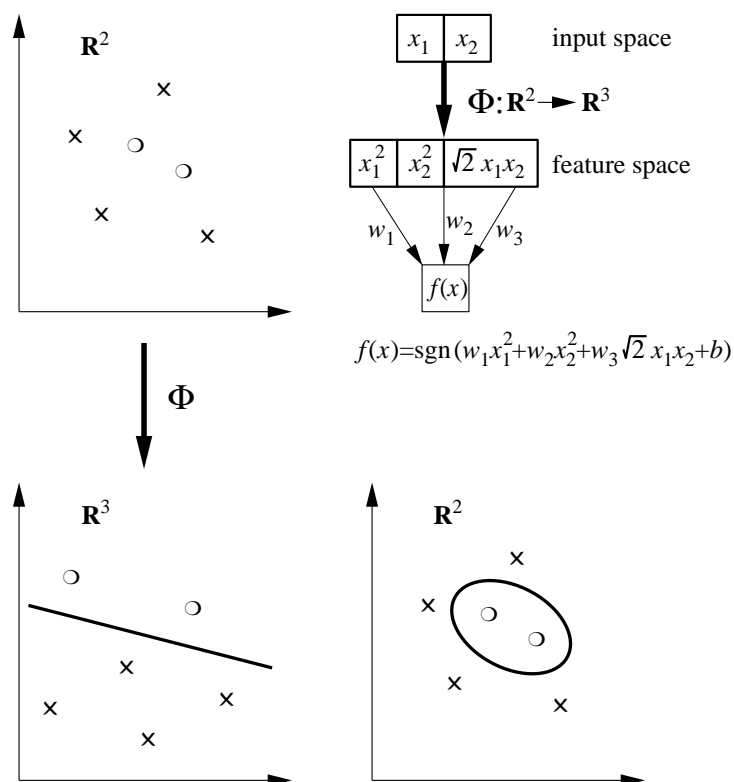 R²
x₁ x₂ input space
Φ: R² → R³
x₁² x₂² √2 x₁x₂ feature space
w₁ w₂ w₃
f(x)
f(x)=sgn(w₁x₁²+w₂x₂²+w₃√2 x₁x₂+b)
Φ
R³
R²